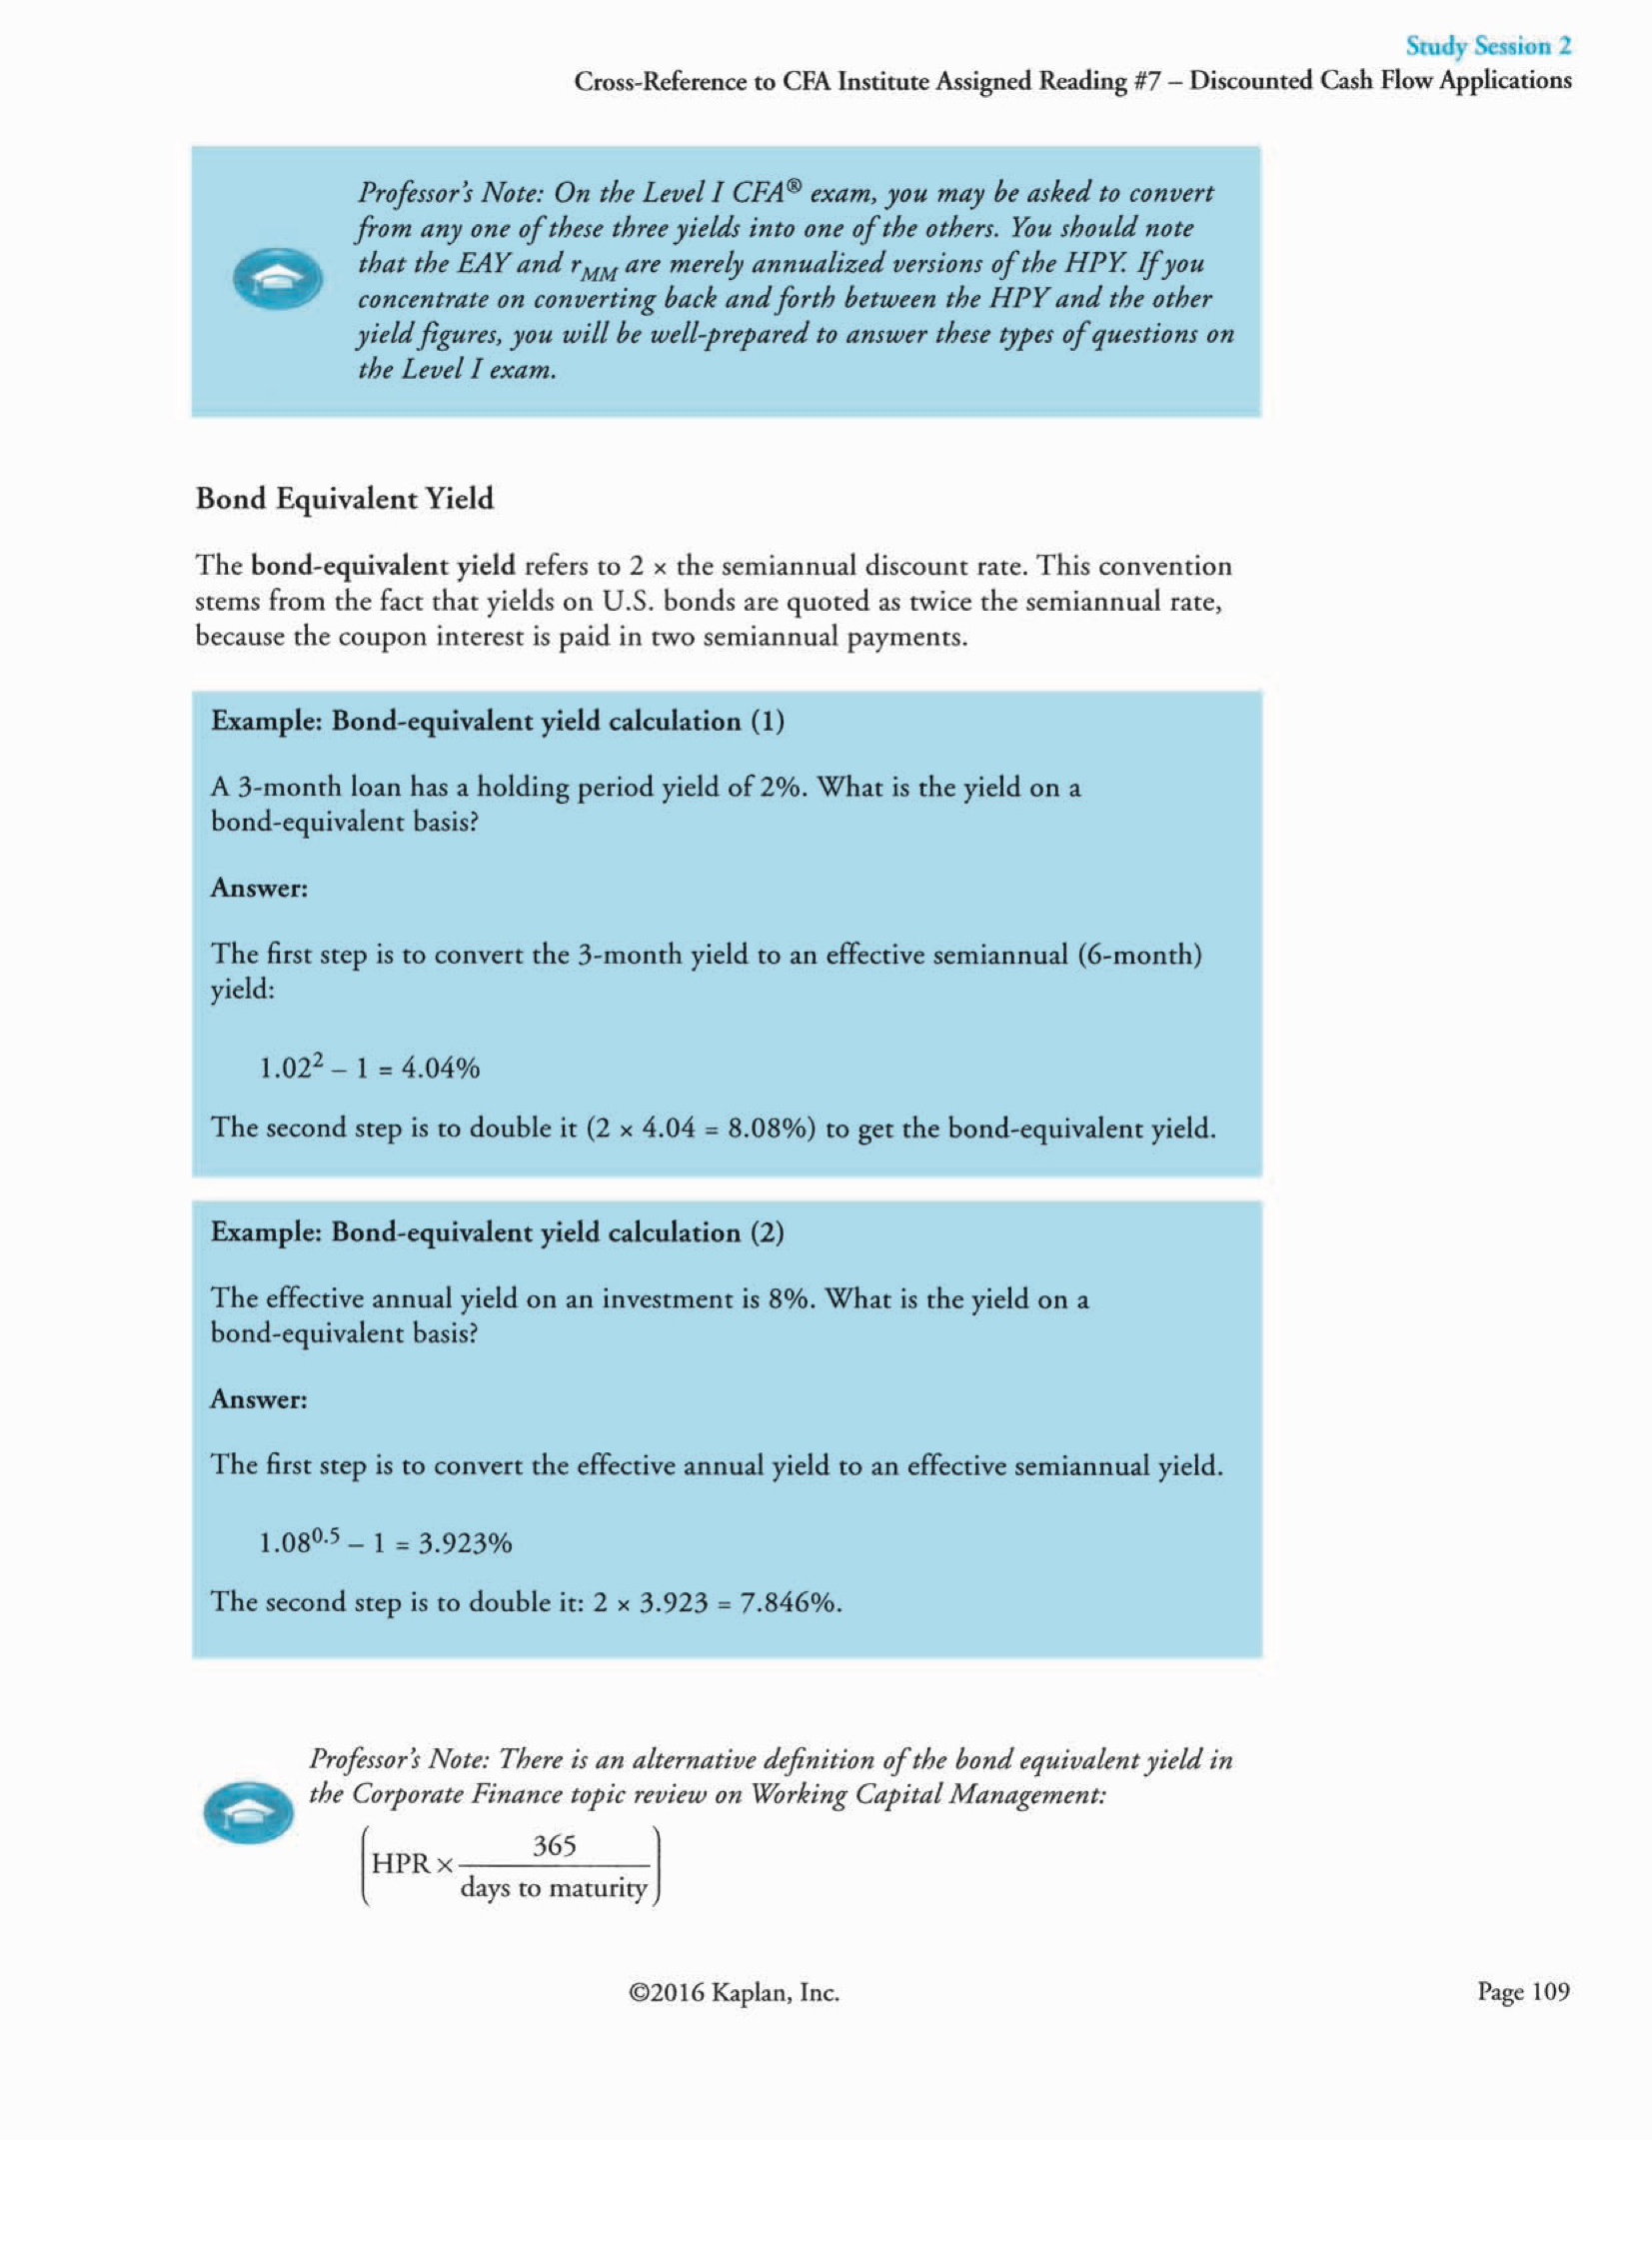 Study Session 2
Cross-Reference to CFA Institute Assigned Reading #7 – Discounted Cash Flow Applications
Professor's Note: On the Level I CFA® exam, you may be asked to convert
from any one of these three yields into one of the others. You should note
that the EAY and rMM are merely annualized versions of the HPY. If you
concentrate on converting back and forth between the HPY and the other
yield figures, you will be well-prepared to answer these types of questions on
the Level I exam.
Bond Equivalent Yield
The bond-equivalent yield refers to 2 × the semiannual discount rate. This convention
stems from the fact that yields on U.S. bonds are quoted as twice the semiannual rate,
because the coupon interest is paid in two semiannual payments.
Example: Bond-equivalent yield calculation (1)
A 3-month loan has a holding period yield of 2%. What is the yield on a
bond-equivalent basis?
Answer:
The first step is to convert the 3-month yield to an effective semiannual (6-month)
yield:
1.02² – 1 = 4.04%
The second step is to double it (2 × 4.04 = 8.08%) to get the bond-equivalent yield.
Example: Bond-equivalent yield calculation (2)
The effective annual yield on an investment is 8%. What is the yield on a
bond-equivalent basis?
Answer:
The first step is to convert the effective annual yield to an effective semiannual yield.
1.08^0.5 – 1 = 3.923%
The second step is to double it: 2 × 3.923 = 7.846%.
Professor's Note: There is an alternative definition of the bond equivalent yield in
the Corporate Finance topic review on Working Capital Management:
(HPR × 365 / days to maturity)
©2016 Kaplan, Inc.
Page 109